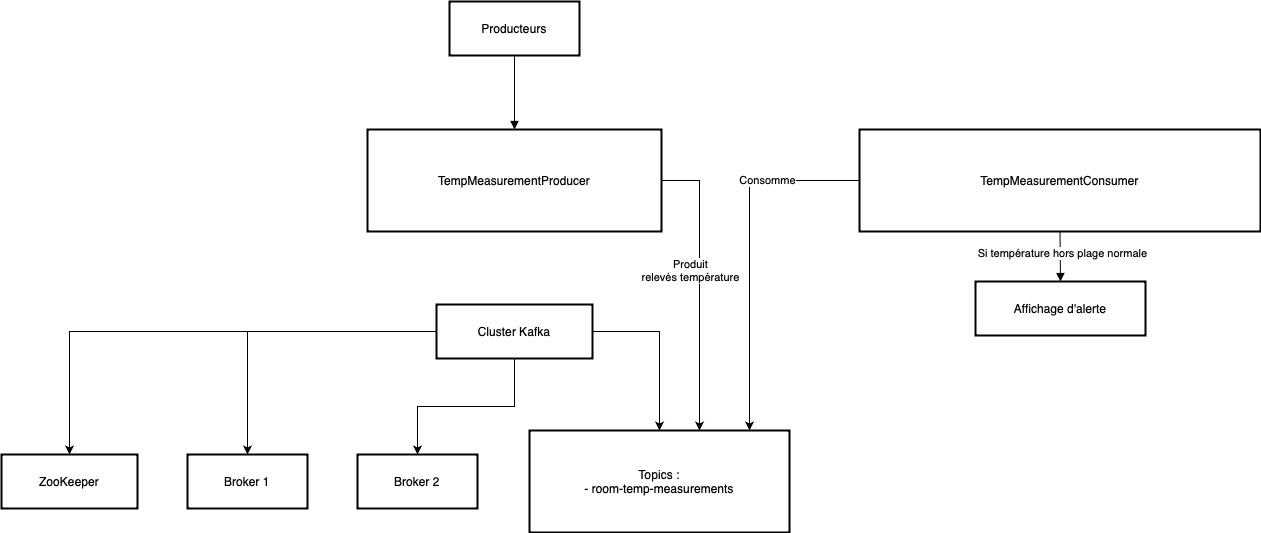 Producteurs
TempMeasurementProducer
Consomme
TempMeasurementConsumer
Si température hors plage normale
Produit
relevés température
Affichage d'alerte
Cluster Kafka
ZooKeeper
Broker 1
Broker 2
Topics :
- room-temp-measurements